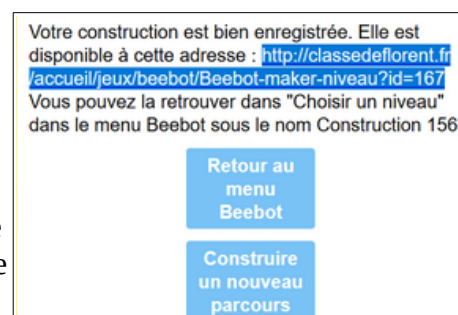 Votre construction est bien enregistrée. Elle est
disponible à cette adresse : http://classedeflorent.fr
/accueil/jeux/beebot/Beebot-maker-niveau?id=167
Vous pouvez la retrouver dans "Choisir un niveau"
dans le menu Beebot sous le nom Construction 156
Retour au
menu
Beebot
e
Construire
un nouveau
parcours